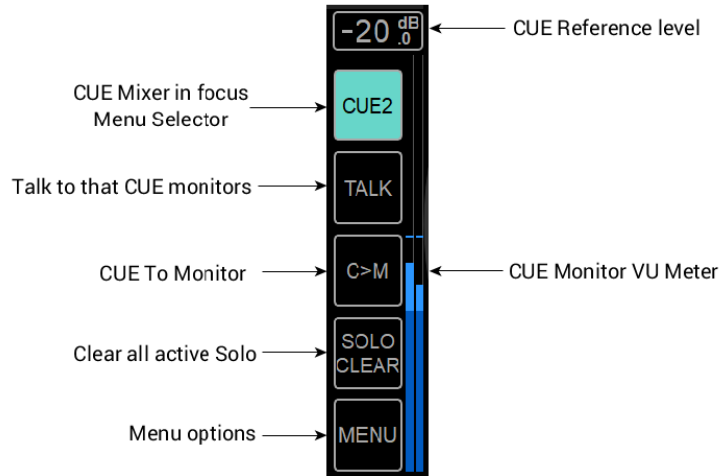 -20 dB .0
CUE Reference level
CUE Mixer in focus
Menu Selector
CUE2
Talk to that CUE monitors
TALK
CUE To Monitor
C>M
CUE Monitor VU Meter
Clear all active Solo
SOLO
CLEAR
Menu options
MENU